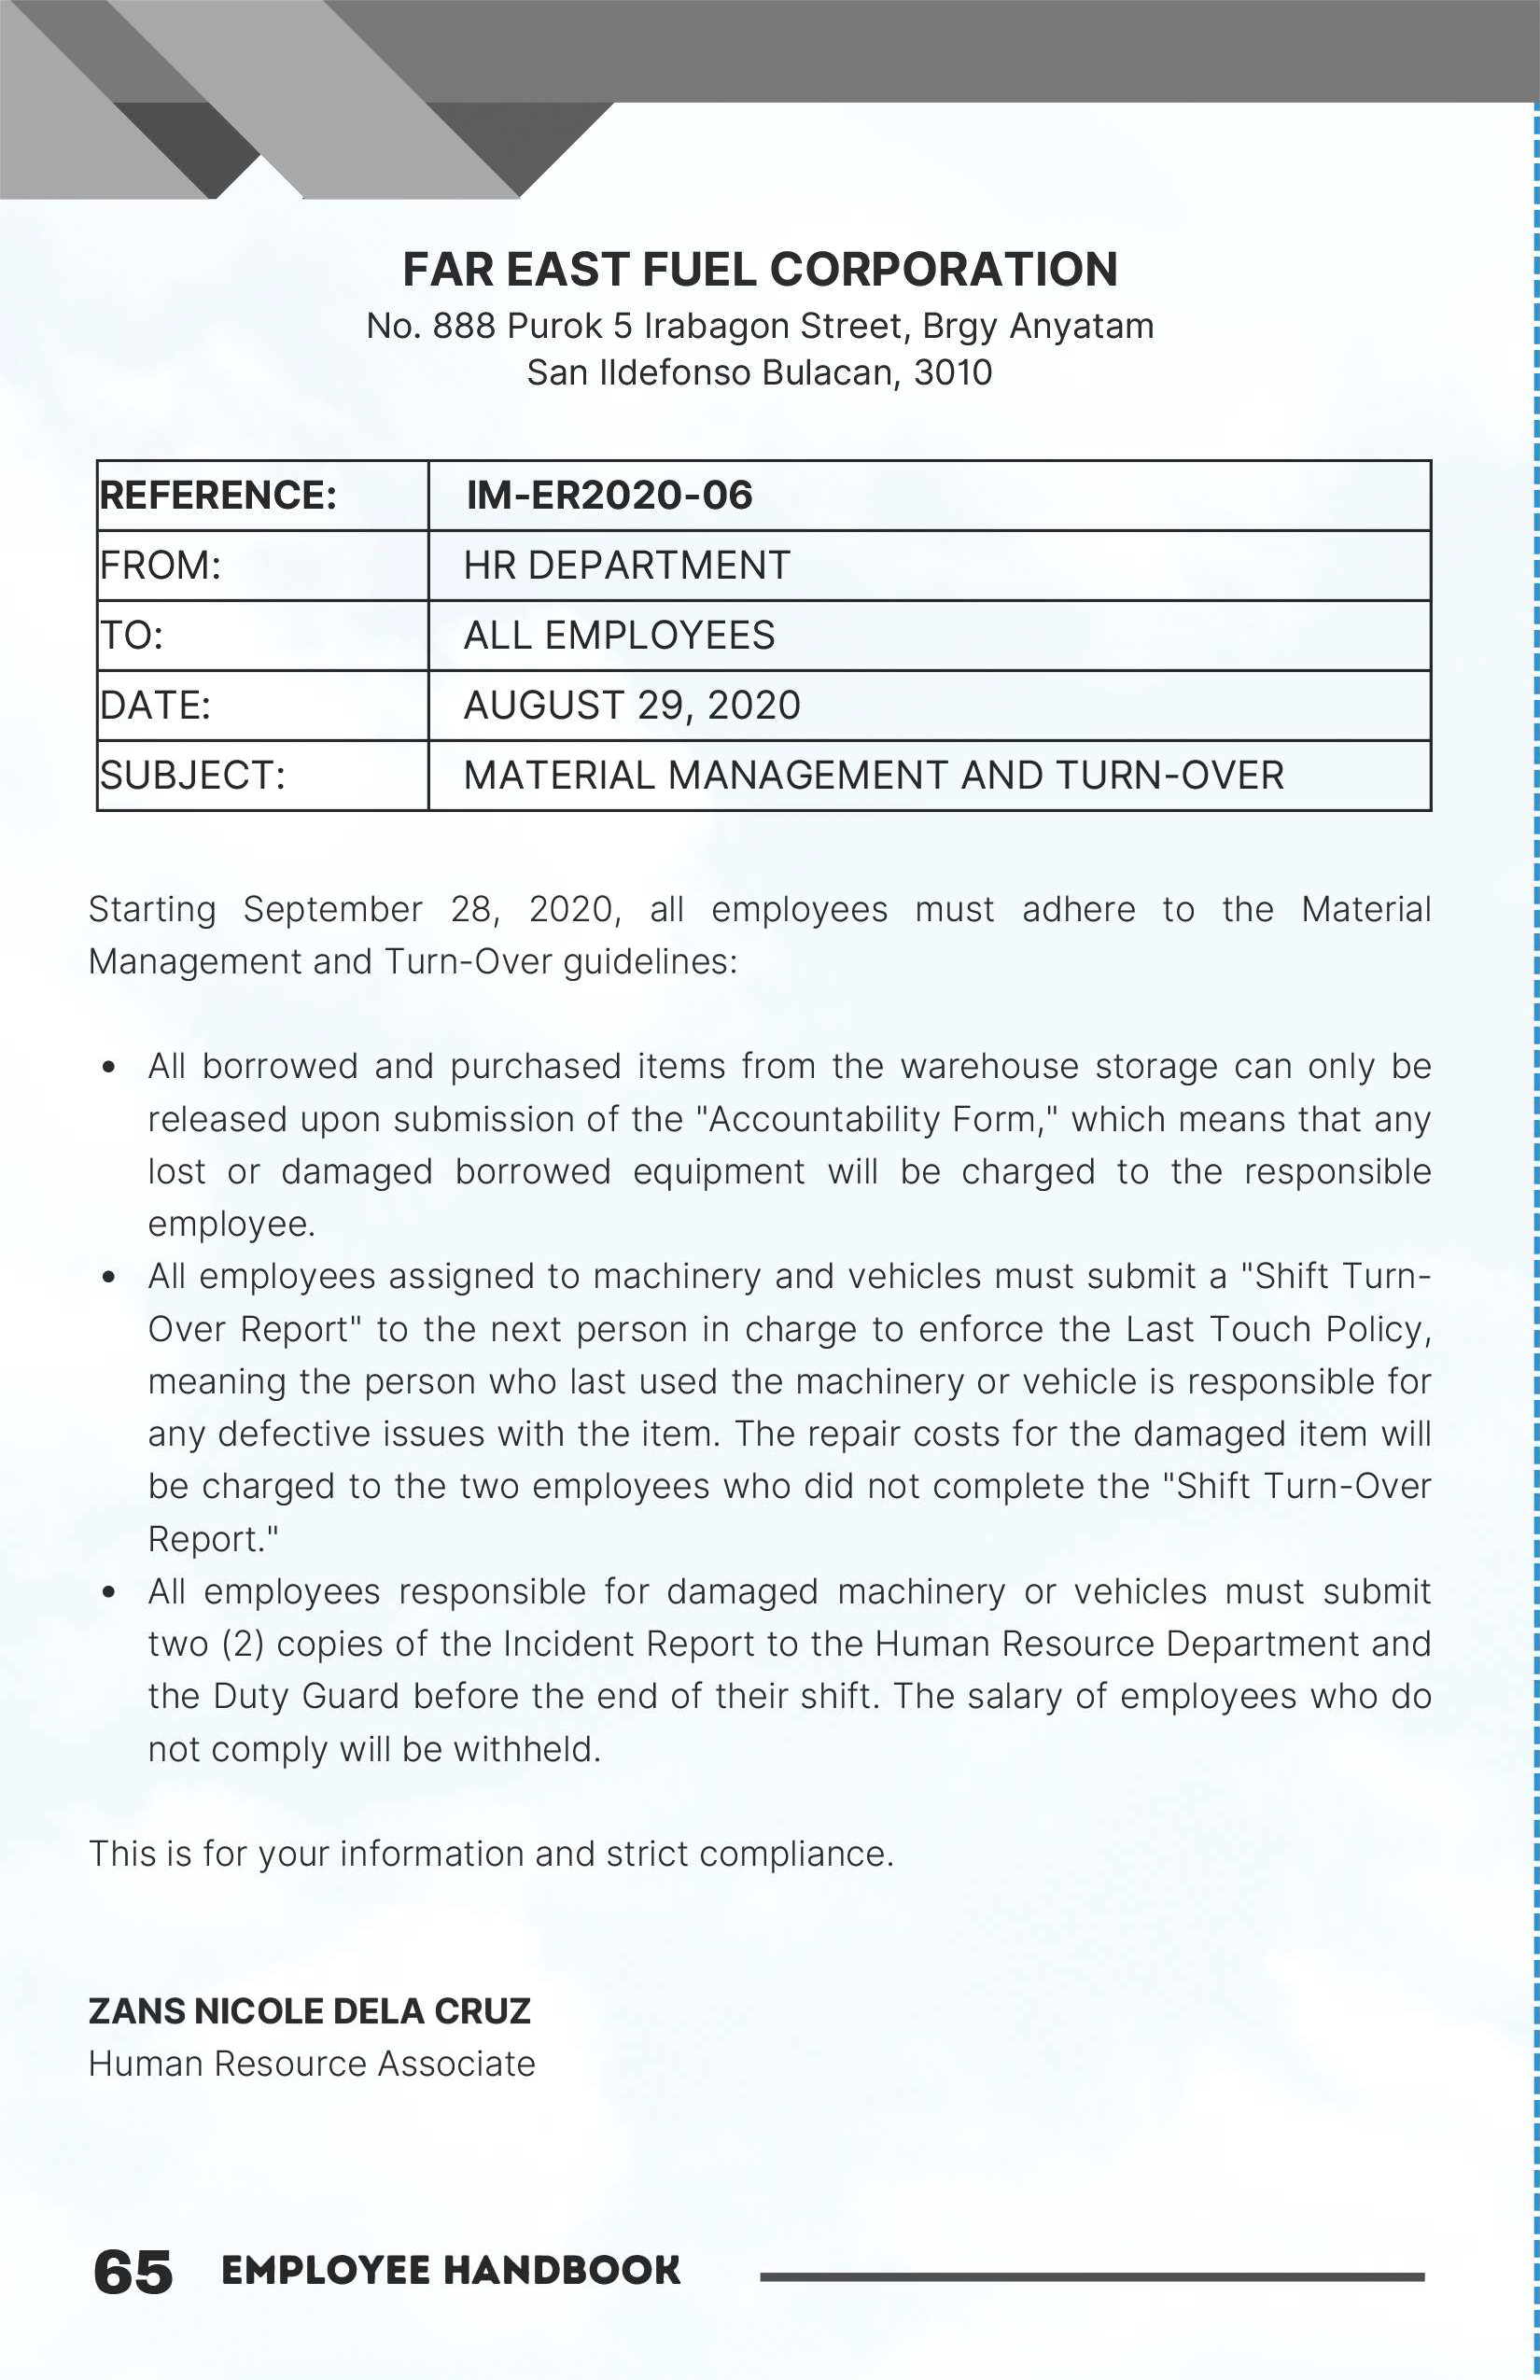 FAR EAST FUEL CORPORATION
No. 888 Purok 5 Irabagon Street, Brgy Anyatam
San Ildefonso Bulacan, 3010
REFERENCE: IM-ER2020-06
FROM: HR DEPARTMENT
TO: ALL EMPLOYEES
DATE: AUGUST 29, 2020
SUBJECT: MATERIAL MANAGEMENT AND TURN-OVER
Starting September 28, 2020, all employees must adhere to the Material
Management and Turn-Over guidelines:
• All borrowed and purchased items from the warehouse storage can only be
released upon submission of the "Accountability Form," which means that any
lost or damaged borrowed equipment will be charged to the responsible
employee.
• All employees assigned to machinery and vehicles must submit a "Shift Turn-
Over Report" to the next person in charge to enforce the Last Touch Policy,
meaning the person who last used the machinery or vehicle is responsible for
any defective issues with the item. The repair costs for the damaged item will
be charged to the two employees who did not complete the "Shift Turn-Over
Report."
• All employees responsible for damaged machinery or vehicles must submit
two (2) copies of the Incident Report to the Human Resource Department and
the Duty Guard before the end of their shift. The salary of employees who do
not comply will be withheld.
This is for your information and strict compliance.
ZANS NICOLE DELA CRUZ
Human Resource Associate
65 EMPLOYEE HANDBOOK